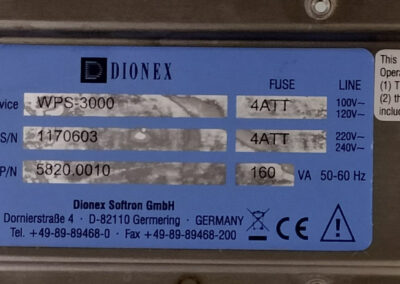 DIONEX
FUSE LINE
vice WPS-3000 4ATT 100V~
120V~
S/N 1170603 4ATT 220V~
240V~
P/N 5820.0010 160 VA 50-60 Hz
Dionex Softron GmbH
Dornierstraße 4 · D-82110 Germering · GERMANY
Tel. +49-89-89468-0 · Fax +49-89-89468-200
CE
This
Opera
(1) T
(2) th
includ